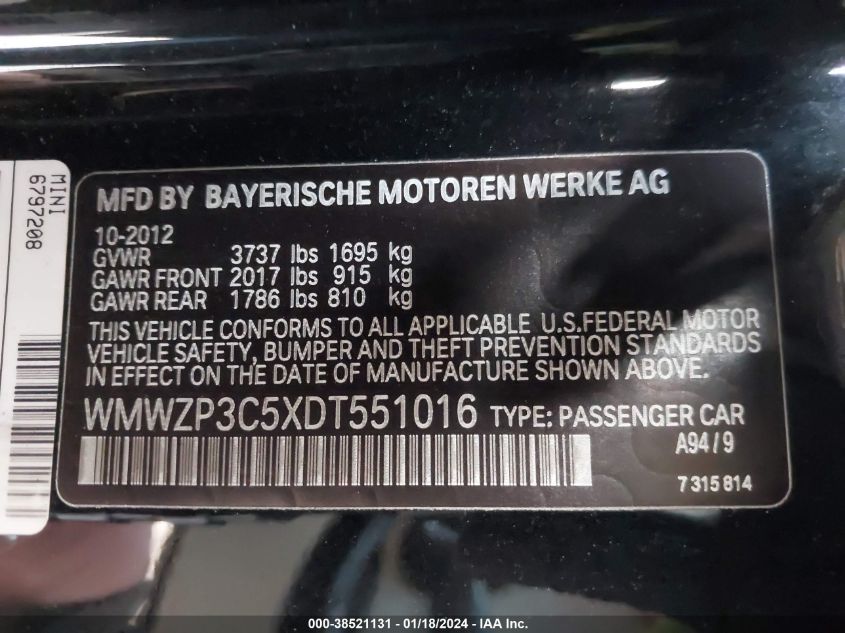 MINI
6797208
MFD BY BAYERISCHE MOTOREN WERKE AG
10-2012
GVWR 3737 lbs 1695 kg
GAWR FRONT 2017 lbs 915 kg
GAWR REAR 1786 lbs 810 kg
THIS VEHICLE CONFORMS TO ALL APPLICABLE U.S.FEDERAL MOTOR
VEHICLE SAFETY, BUMPER AND THEFT PREVENTION STANDARDS
IN EFFECT ON THE DATE OF MANUFACTURE SHOWN ABOVE.
WMWZP3C5XDT551016 TYPE: PASSENGER CAR
A94/9
7 315 814
000-38521131 - 01/18/2024 - IAA Inc.